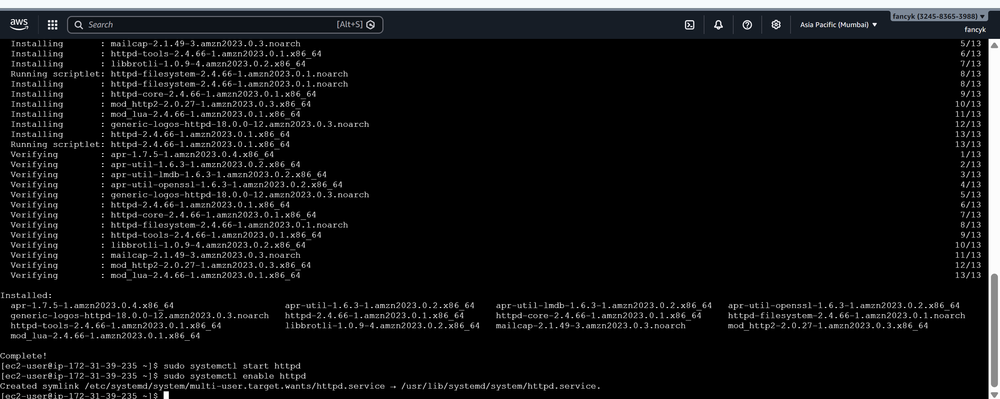 aws
Search [Alt+S]
Asia Pacific (Mumbai) ▼
fancyk (3245-8365-3988) ▼
fancyk
Installing : mailcap-2.1.49-3.amzn2023.0.3.noarch 5/13
Installing : httpd-tools-2.4.66-1.amzn2023.0.1.x86_64 6/13
Installing : libbrotli-1.0.9-4.amzn2023.0.2.x86_64 7/13
Running scriptlet: httpd-filesystem-2.4.66-1.amzn2023.0.1.noarch 8/13
Installing : httpd-filesystem-2.4.66-1.amzn2023.0.1.noarch 8/13
Installing : httpd-core-2.4.66-1.amzn2023.0.1.x86_64 9/13
Installing : mod_http2-2.0.27-1.amzn2023.0.3.x86_64 10/13
Installing : mod_lua-2.4.66-1.amzn2023.0.1.x86_64 11/13
Installing : generic-logos-httpd-18.0.0-12.amzn2023.0.3.noarch 12/13
Installing : httpd-2.4.66-1.amzn2023.0.1.x86_64 13/13
Running scriptlet: httpd-2.4.66-1.amzn2023.0.1.x86_64 13/13
Verifying : apr-1.7.5-1.amzn2023.0.4.x86_64 1/13
Verifying : apr-util-1.6.3-1.amzn2023.0.2.x86_64 2/13
Verifying : apr-util-lmdb-1.6.3-1.amzn2023.0.2.x86_64 3/13
Verifying : apr-util-openssl-1.6.3-1.amzn2023.0.2.x86_64 4/13
Verifying : generic-logos-httpd-18.0.0-12.amzn2023.0.3.noarch 5/13
Verifying : httpd-2.4.66-1.amzn2023.0.1.x86_64 6/13
Verifying : httpd-core-2.4.66-1.amzn2023.0.1.x86_64 7/13
Verifying : httpd-filesystem-2.4.66-1.amzn2023.0.1.noarch 8/13
Verifying : httpd-tools-2.4.66-1.amzn2023.0.1.x86_64 9/13
Verifying : libbrotli-1.0.9-4.amzn2023.0.2.x86_64 10/13
Verifying : mailcap-2.1.49-3.amzn2023.0.3.noarch 11/13
Verifying : mod_http2-2.0.27-1.amzn2023.0.3.x86_64 12/13
Verifying : mod_lua-2.4.66-1.amzn2023.0.1.x86_64 13/13
Installed:
apr-1.7.5-1.amzn2023.0.4.x86_64 apr-util-1.6.3-1.amzn2023.0.2.x86_64 apr-util-lmdb-1.6.3-1.amzn2023.0.2.x86_64 apr-util-openssl-1.6.3-1.amzn2023.0.2.x86_64
generic-logos-httpd-18.0.0-12.amzn2023.0.3.noarch httpd-2.4.66-1.amzn2023.0.1.x86_64 httpd-core-2.4.66-1.amzn2023.0.1.x86_64 httpd-filesystem-2.4.66-1.amzn2023.0.1.noarch
httpd-tools-2.4.66-1.amzn2023.0.1.x86_64 libbrotli-1.0.9-4.amzn2023.0.2.x86_64 mailcap-2.1.49-3.amzn2023.0.3.noarch mod_http2-2.0.27-1.amzn2023.0.3.x86_64
mod_lua-2.4.66-1.amzn2023.0.1.x86_64
Complete!
[ec2-user@ip-172-31-39-235 ~]$ sudo systemctl start httpd
[ec2-user@ip-172-31-39-235 ~]$ sudo systemctl enable httpd
Created symlink /etc/systemd/system/multi-user.target.wants/httpd.service → /usr/lib/systemd/system/httpd.service.
[ec2-user@ip-172-31-39-235 ~]$